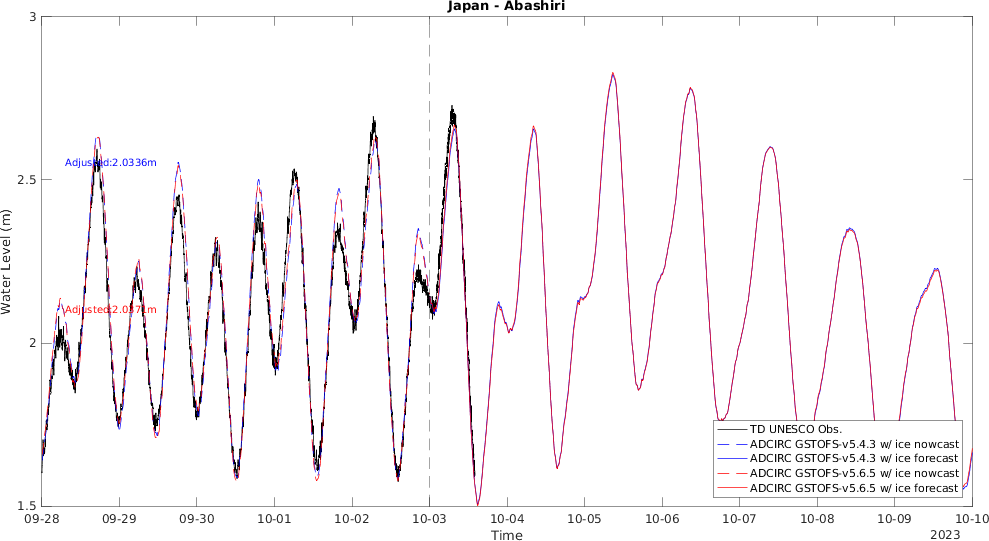 Japan - Abashiri
3
2.5
2
1.5
Water Level (m)
Adjusted:2.0336m
Adjusted:2.0371m
TD UNESCO Obs.
ADCIRC GSTOFS-v5.4.3 w/ ice nowcast
ADCIRC GSTOFS-v5.4.3 w/ ice forecast
ADCIRC GSTOFS-v5.6.5 w/ ice nowcast
ADCIRC GSTOFS-v5.6.5 w/ ice forecast
09-28 09-29 09-30 10-01 10-02 10-03 10-04 10-05 10-06 10-07 10-08 10-09 10-10
Time
2023